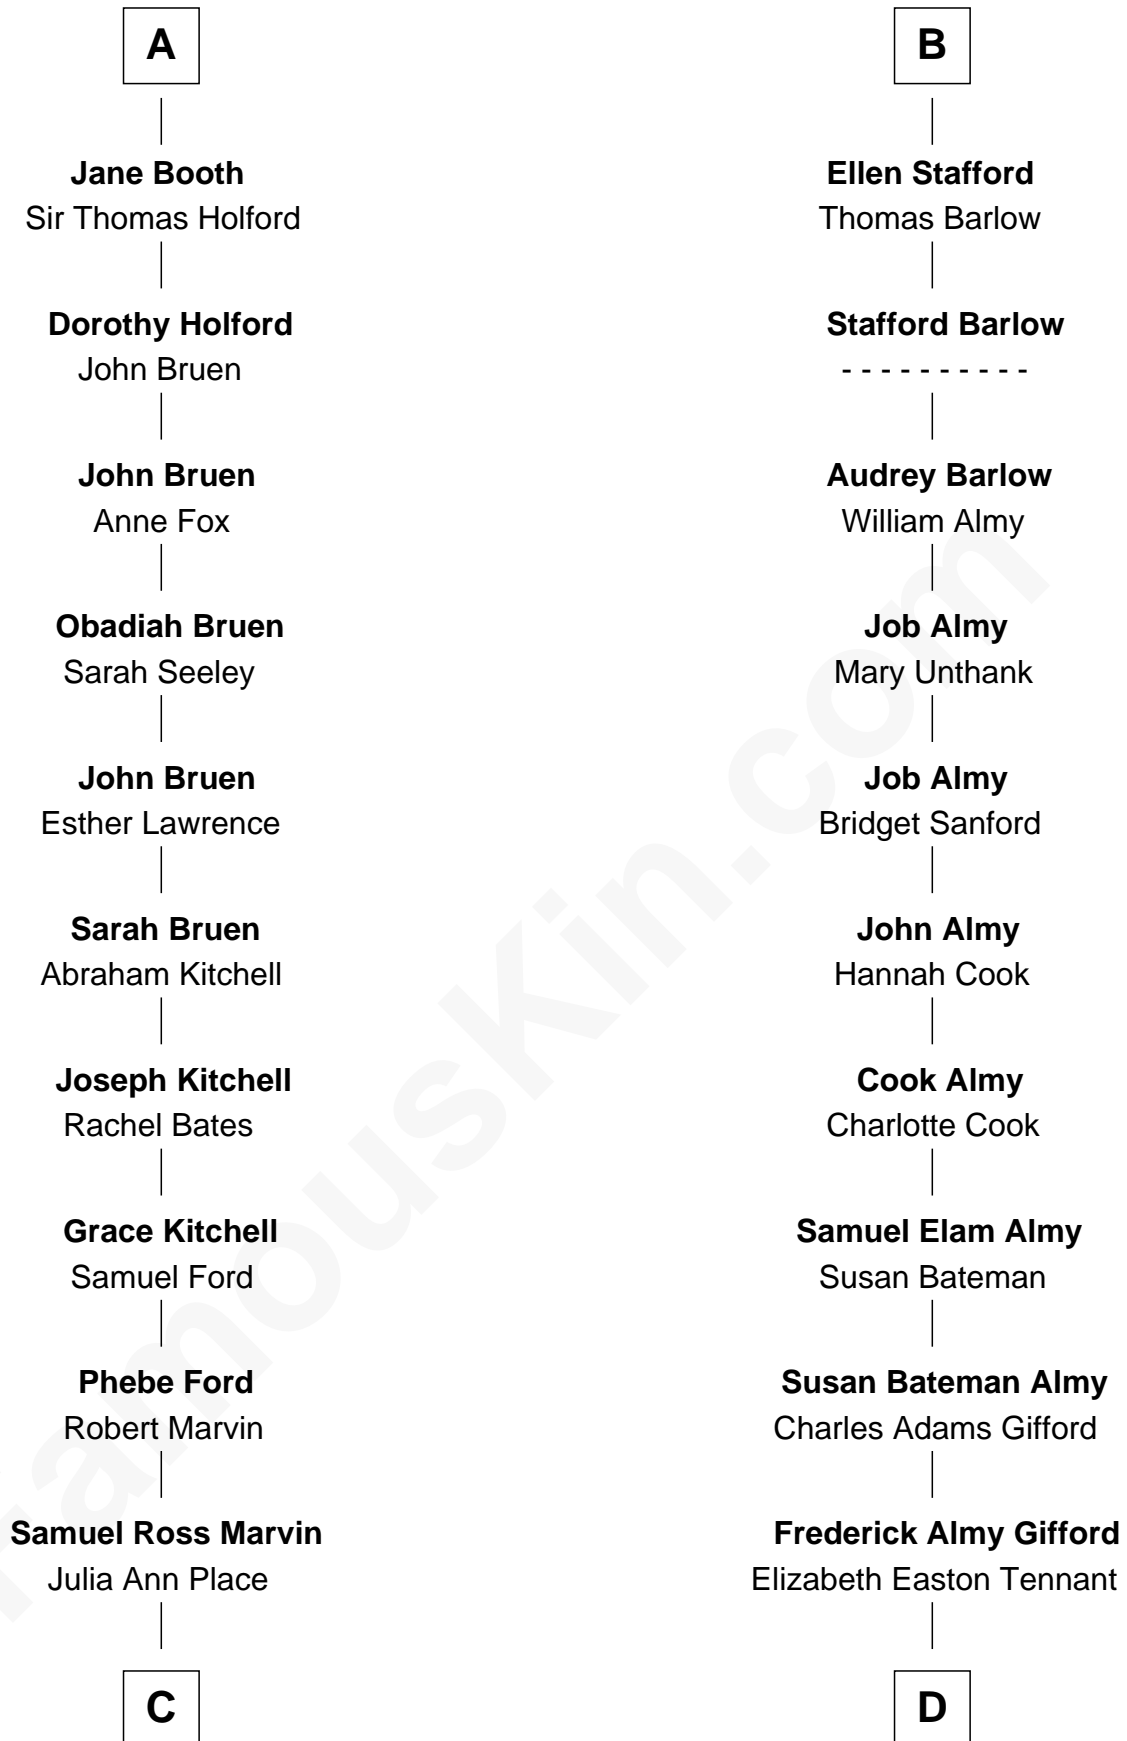 A
Jane Booth
Sir Thomas Holford
Dorothy Holford
John Bruen
John Bruen
Anne Fox
Obadiah Bruen
Sarah Seeley
John Bruen
Esther Lawrence
Sarah Bruen
Abraham Kitchell
Joseph Kitchell
Rachel Bates
Grace Kitchell
Samuel Ford
Phebe Ford
Robert Marvin
Samuel Ross Marvin
Julia Ann Place
C
B
Ellen Stafford
Thomas Barlow
Stafford Barlow
- - - - - - - - - -
Audrey Barlow
William Almy
Job Almy
Mary Unthank
Job Almy
Bridget Sanford
John Almy
Hannah Cook
Cook Almy
Charlotte Cook
Samuel Elam Almy
Susan Bateman
Susan Bateman Almy
Charles Adams Gifford
Frederick Almy Gifford
Elizabeth Easton Tennant
D
FamousKin.com